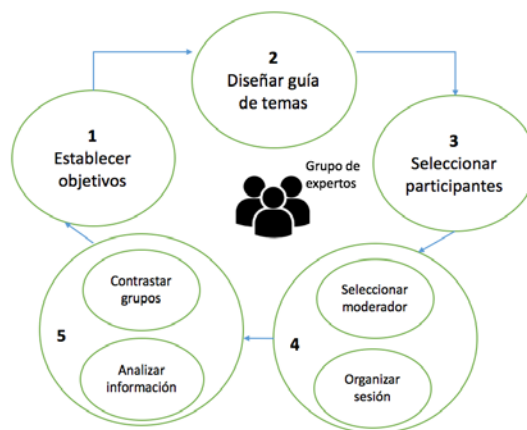 1
Establecer
objetivos
2
Diseñar guía
de temas
3
Seleccionar
participantes
Grupo de
expertos
4
Seleccionar
moderador
Organizar
sesión
5
Contrastar
grupos
Analizar
información